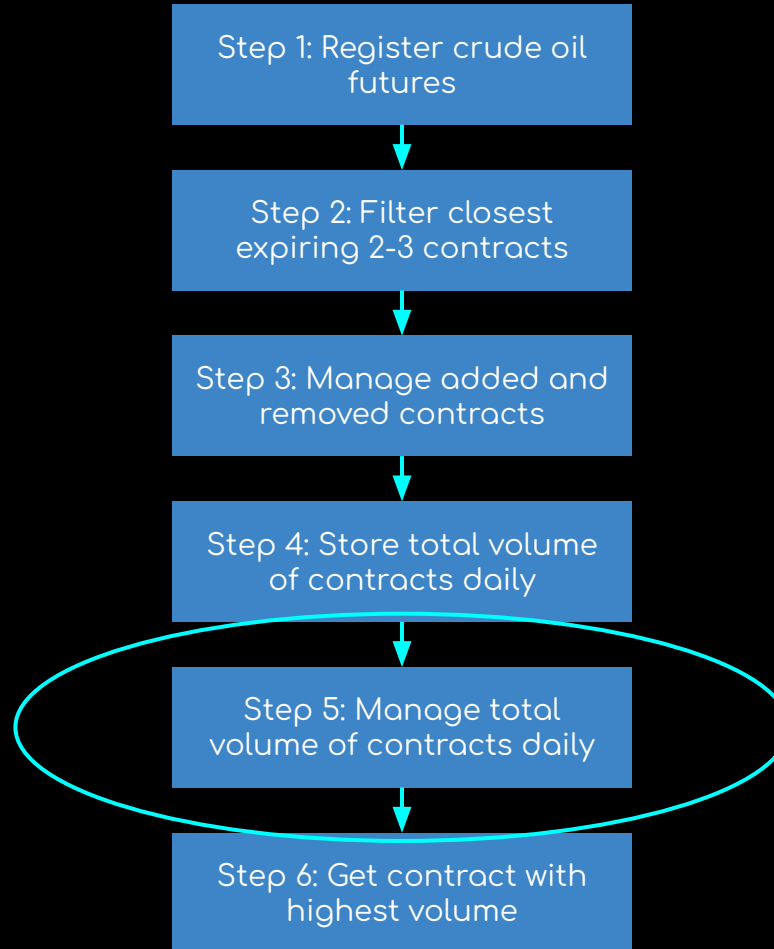 Step 1: Register crude oil
futures
Step 2: Filter closest
expiring 2-3 contracts
Step 3: Manage added and
removed contracts
Step 4: Store total volume
of contracts daily
Step 5: Manage total
volume of contracts daily
Step 6: Get contract with
highest volume